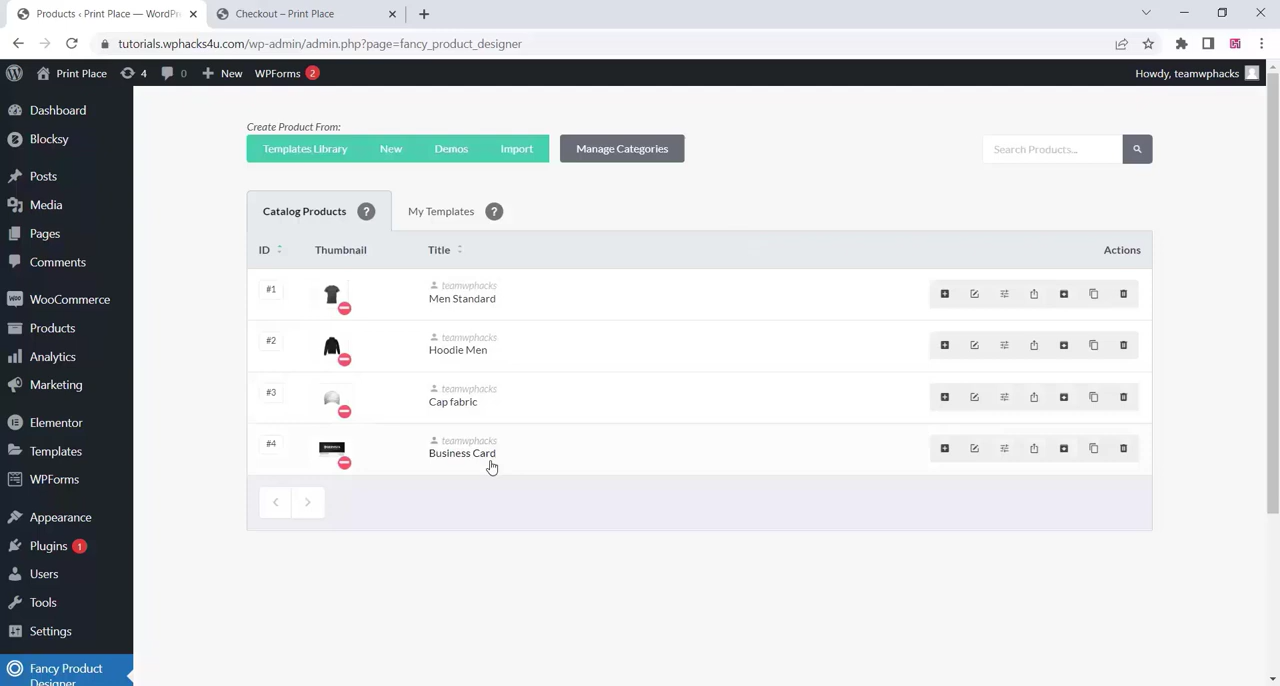 Products ‹ Print Place — WordPr
Checkout – Print Place
tutorials.wphacks4u.com/wp-admin/admin.php?page=fancy_product_designer
Print Place 4 0 New WPForms 2 Howdy, teamwphacks
Dashboard
Blocksy
Posts
Media
Pages
Comments
WooCommerce
Products
Analytics
Marketing
Elementor
Templates
WPForms
Appearance
Plugins 1
Users
Tools
Settings
Fancy Product
Designer
Create Product From:
Templates Library New Demos Import Manage Categories Search Products...
Catalog Products ? My Templates ?
ID Thumbnail Title Actions
#1 teamwphacks
Men Standard
#2 teamwphacks
Hoodie Men
#3 teamwphacks
Cap fabric
#4 teamwphacks
Business Card